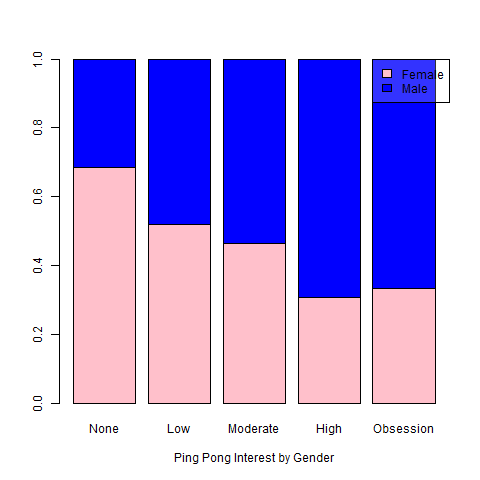 1.0
0.8
0.6
0.4
0.2
0.0
Female
Male
None Low Moderate High Obsession
Ping Pong Interest by Gender